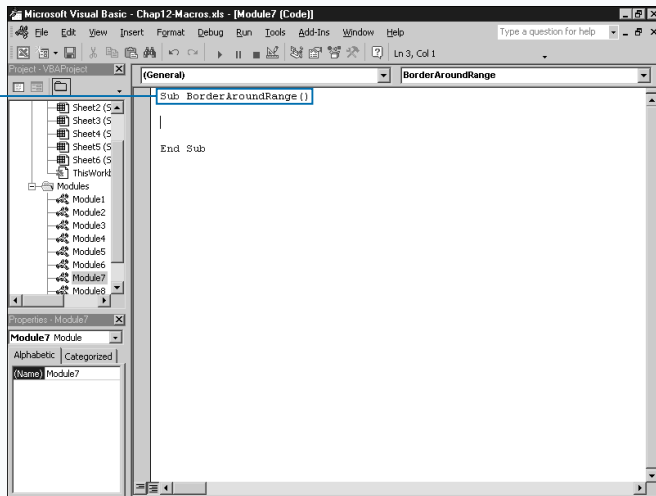 Microsoft Visual Basic - Chap12-Macros.xls - [Module7 (Code)]
File Edit View Insert Format Debug Run Tools Add-Ins Window Help
Type a question for help
Ln 3, Col 1
Project - VBAProject
(General)
BorderAroundRange
Sub BorderAroundRange()
End Sub
Sheet2 (S
Sheet3 (S
Sheet4 (S
Sheet5 (S
Sheet6 (S
ThisWorkb
Modules
Module1
Module2
Module3
Module4
Module5
Module6
Module7
Module8
Properties - Module7
Module7 Module
Alphabetic Categorized
(Name) Module7